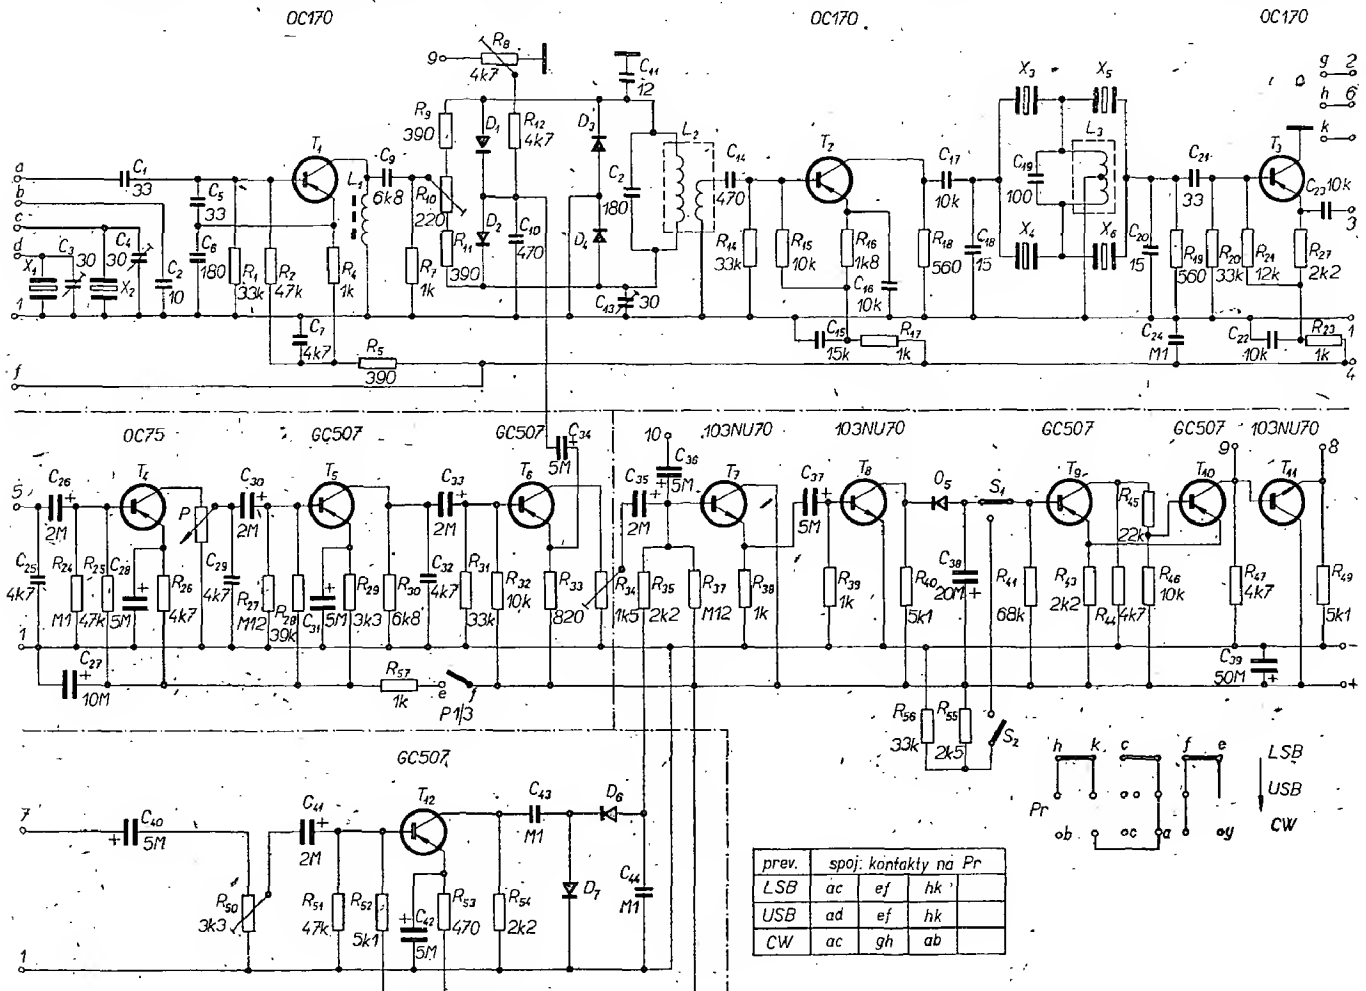 OC170
OC170
OC170
R8
4k7
9
C11
12
R9
390
D1
R12
4k7
D3
L2
X3
X5
g 2
h 6
k
T1
C9
6k8
L1
R10
220
D2
C10
470
R11
390
D4
C2
180
C14
470
T2
C17
10k
C19
100
L3
X4
X6
C21
33
T3
C23 10k
3
a
b
c
d
C1
33
C5
33
C6
180
X1
C3
30
C4
30
X2
C2
10
R1
33k
R2
47k
R4
1k
R7
1k
C13
30
R14
33k
R15
10k
R16
1k8
C16
10k
R18
560
C18
15
C20
15
R19
560
R20
33k
R21
12k
R27
2k2
1
1
C7
4k7
R5
390
C15
15k
R17
1k
C24
M1
C22
10k
R23
1k
4
f
OC75
GC507
GC507
C34
5M
10
103NU70
103NU70
GC507
GC507
9
103NU70
8
5
C26
2M
T4
P
C30
2M
T5
C33
2M
T6
C35
2M
C36
5M
T7
C37
5M
T8
D5
S1
T9
R45
22k
T10
T11
C25
4k7
R24
M1
R25
47k
C28
5M
R26
4k7
C29
4k7
R27
M12
R28
39k
C31
5M
R29
3k3
R30
6k8
C32
4k7
R31
33k
R32
10k
R33
820
R34
1k5
R35
2k2
R37
M12
R38
1k
R39
1k
R40
5k1
C38
20M
R41
68k
R43
2k2
R44
4k7
R46
10k
R47
4k7
R49
5k1
1
-
C27
10M
R57
1k
e
f
P1/3
C39
50M
+
R56
33k
R55
2k5
S2
GC507
7
C40
5M
C41
2M
T12
C43
M1
D6
D7
C44
M1
R50
3k3
R51
47k
R52
5k1
C42
5M
R53
470
R54
2k2
1
h k c f e
LSB
Pr
USB
b c a y
CW
prev. spoj. kontakty na Pr
LSB ac ef hk
USB ad ef hk
CW ac gh ab